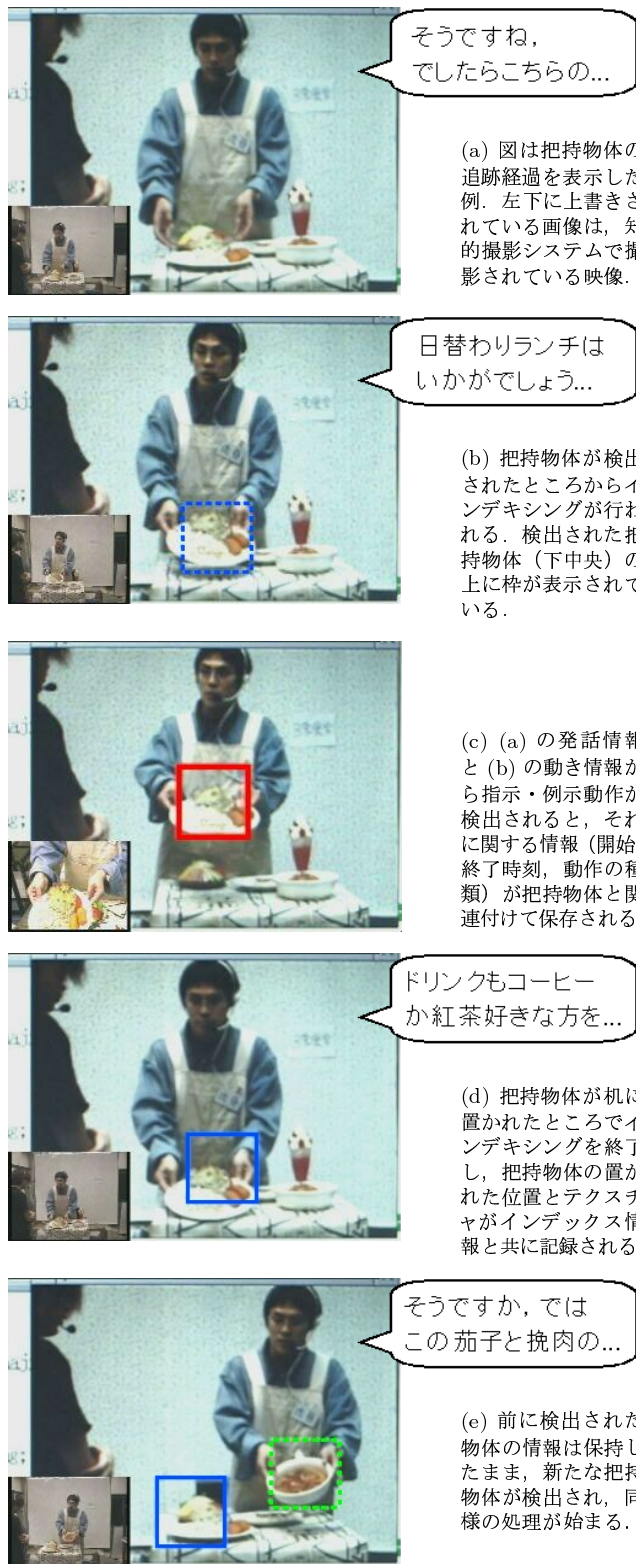 そうですね，
でしたらこちらの...
(a) 図は把持物体の
追跡経過を表示した
例．左下に上書きさ
れている画像は，知
的撮影システムで撮
影されている映像．
日替わりランチは
いかがでしょう...
(b) 把持物体が検出
されたところからイ
ンデキシングが行わ
れる．検出された把
持物体（下中央）の
上に枠が表示されて
いる．
(c) (a) の発話情報
と (b) の動き情報か
ら指示・例示動作が
検出されると，それ
に関する情報（開始
終了時刻，動作の種
類）が把持物体と関
連付けて保存される
ドリンクもコーヒー
か紅茶好きな方を...
(d) 把持物体が机に
置かれたところでイ
ンデキシングを終了
し，把持物体の置か
れた位置とテクスチ
ャがインデックス情
報と共に記録される
そうですか，では
この茄子と挽肉の...
(e) 前に検出された
物体の情報は保持し
たまま，新たな把持
物体が検出され，同
様の処理が始まる．